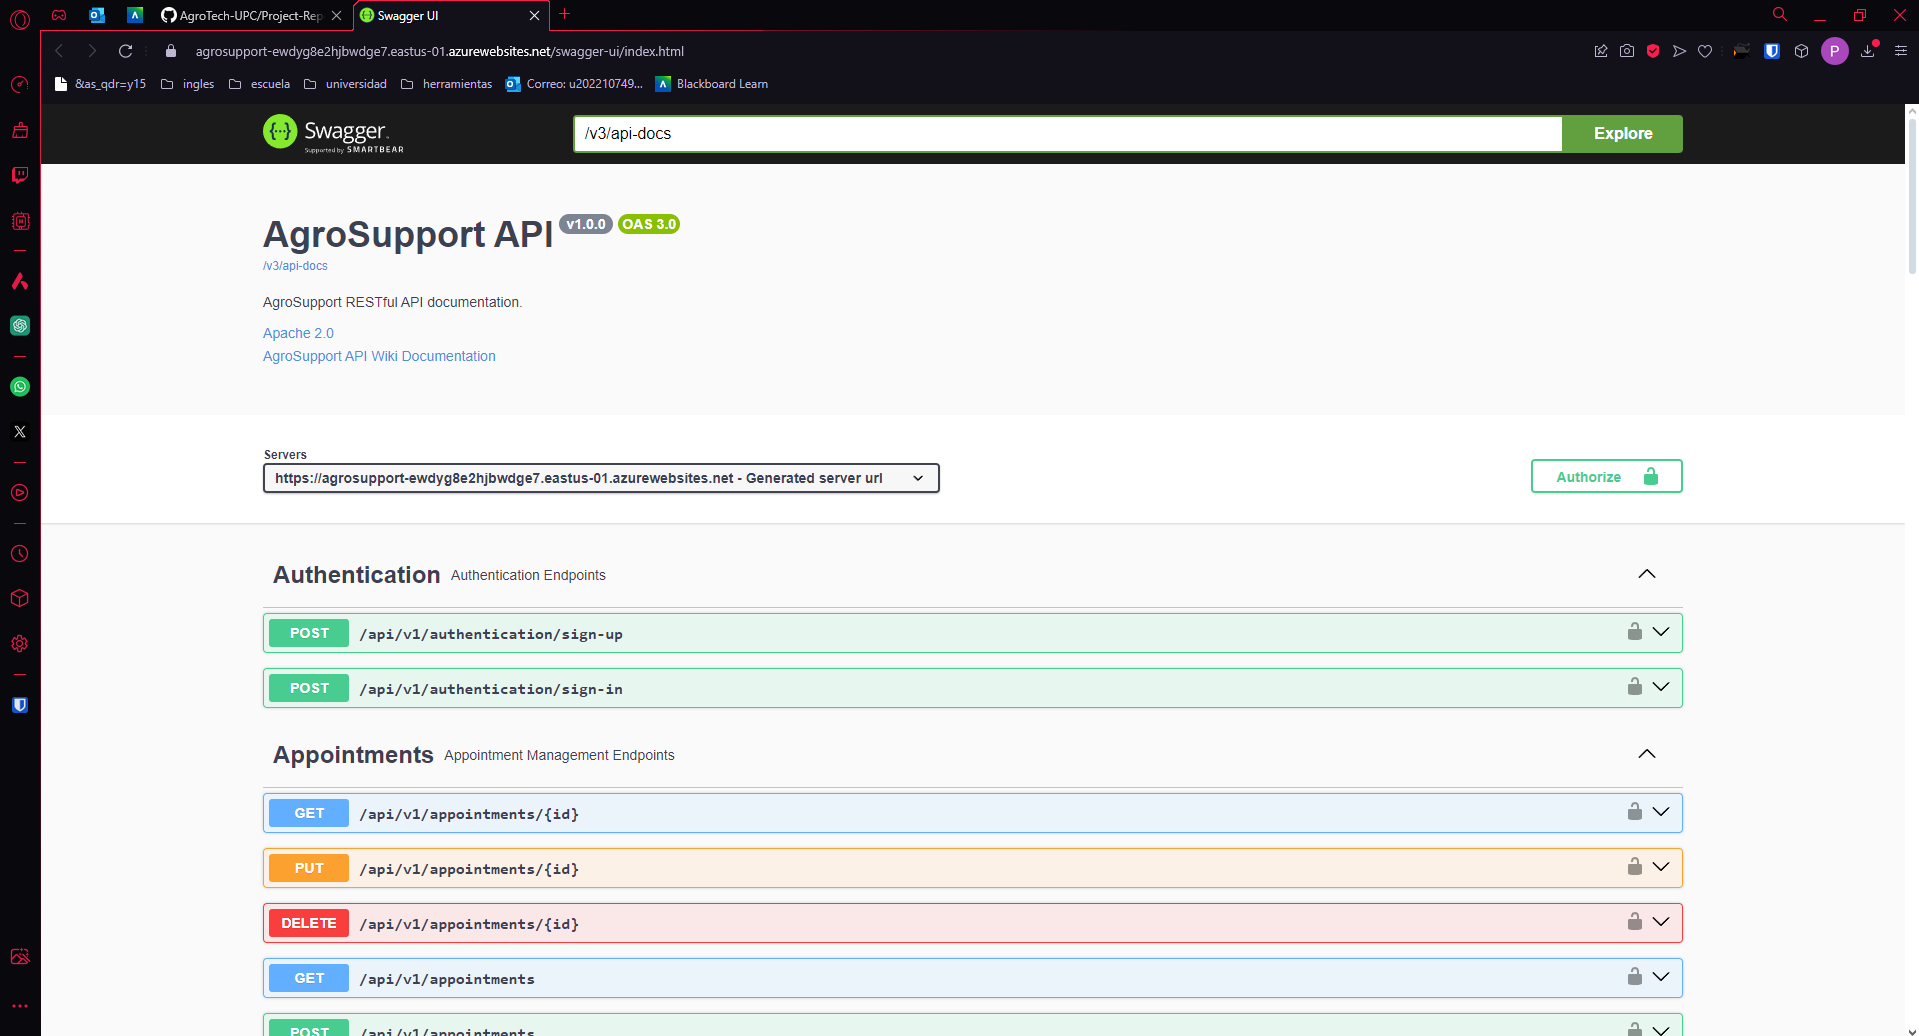 AgroTech-UPC/Project-Rep
Swagger UI
agrosupport-ewdyg8e2hjbwdge7.eastus-01.azurewebsites.net/swagger-ui/index.html
P
&as_qdr=y15
ingles
escuela
universidad
herramientas
Correo: u202210749...
Blackboard Learn
Swagger
Supported by SMARTBEAR
/v3/api-docs
Explore
AgroSupport API
v1.0.0
OAS 3.0
/v3/api-docs
AgroSupport RESTful API documentation.
Apache 2.0
AgroSupport API Wiki Documentation
Servers
https://agrosupport-ewdyg8e2hjbwdge7.eastus-01.azurewebsites.net - Generated server url
Authorize
Authentication Authentication Endpoints
POST /api/v1/authentication/sign-up
POST /api/v1/authentication/sign-in
Appointments Appointment Management Endpoints
GET /api/v1/appointments/{id}
PUT /api/v1/appointments/{id}
DELETE /api/v1/appointments/{id}
GET /api/v1/appointments
POST /api/v1/appointments